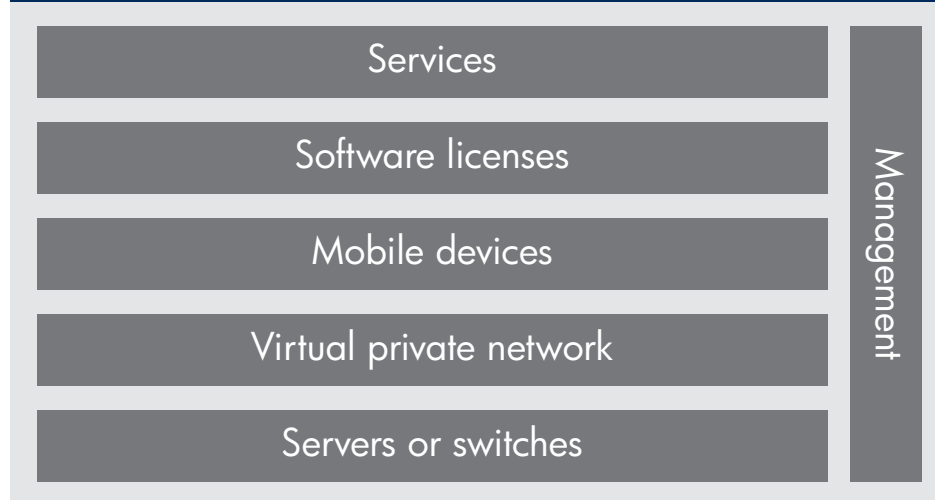 Services
Software licenses
Mobile devices
Virtual private network
Servers or switches
Management